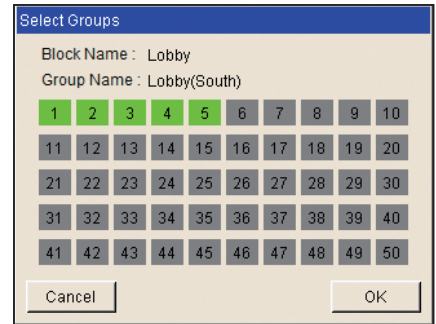 Select Groups
Block Name : Lobby
Group Name : Lobby(South)
1 2 3 4 5 6 7 8 9 10
11 12 13 14 15 16 17 18 19 20
21 22 23 24 25 26 27 28 29 30
31 32 33 34 35 36 37 38 39 40
41 42 43 44 45 46 47 48 49 50
Cancel OK